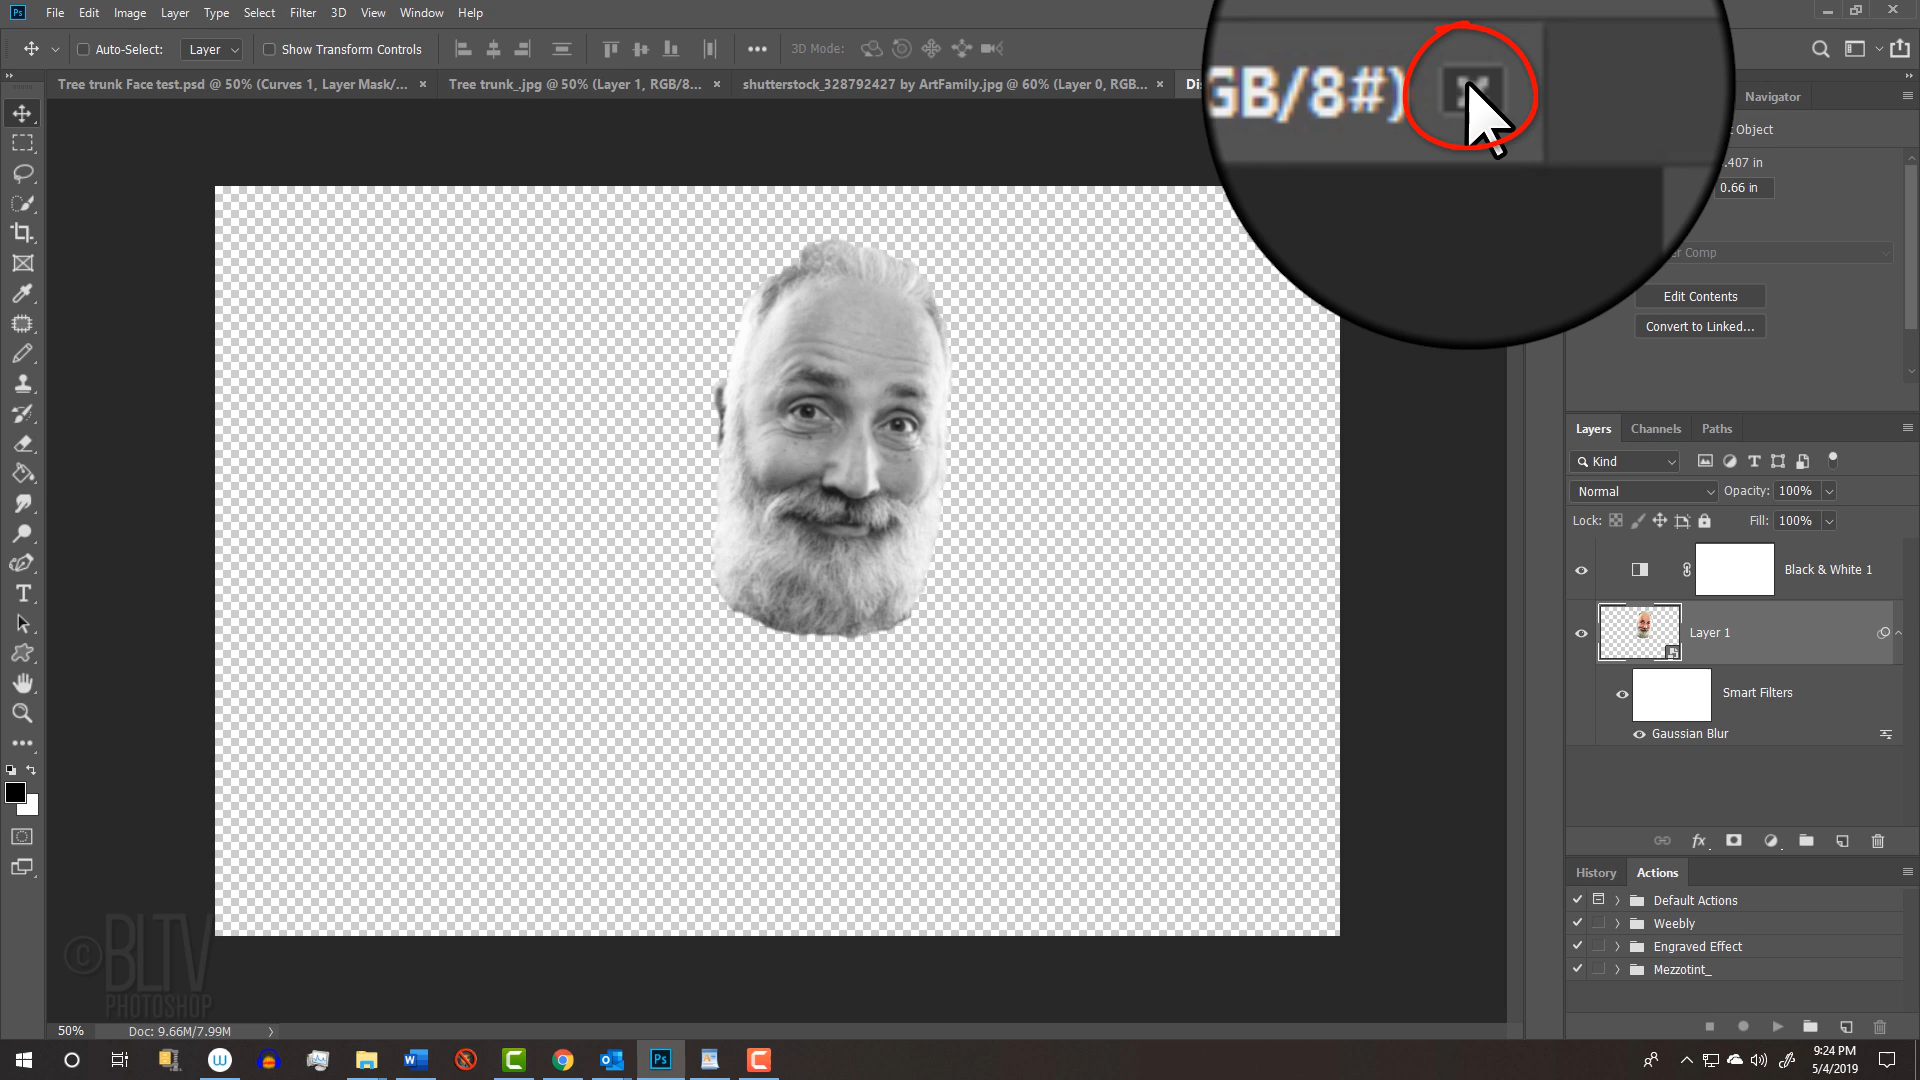 Ps File Edit Image Layer Type Select Filter 3D View Window Help
Auto-Select: Layer Show Transform Controls 3D Mode:
Tree trunk Face test.psd @ 50% (Curves 1, Layer Mask/... Tree trunk_.jpg @ 50% (Layer 1, RGB/8... shutterstock_328792427 by ArtFamily.jpg @ 60% (Layer 0, RGB... Di
GB/8#)
Navigator
Object
.407 in
0.66 in
Comp
Edit Contents
Convert to Linked...
Layers Channels Paths
Kind
Normal Opacity: 100%
Lock: Fill: 100%
Black & White 1
Layer 1
Smart Filters
Gaussian Blur
fx
History Actions
Default Actions
Weebly
Engraved Effect
Mezzotint_
© BLTV
PHOTOSHOP
50% Doc: 9.66M/7.99M
9:24 PM
5/4/2019